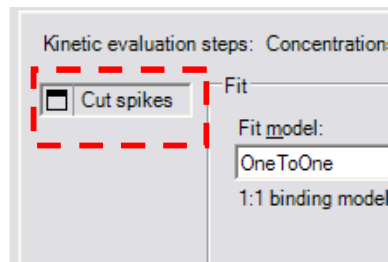 Kinetic evaluation steps: Concentration
Cut spikes
Fit
Fit model:
OneToOne
1:1 binding model